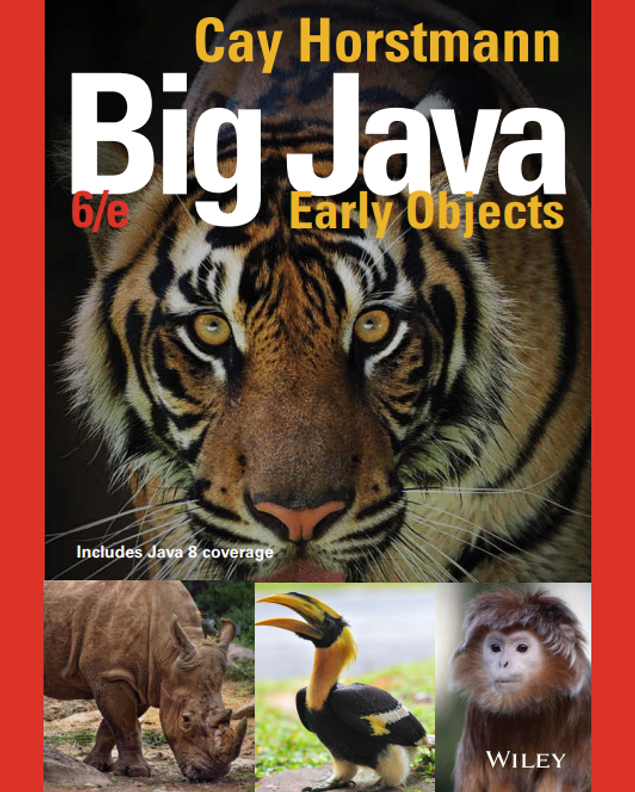 Cay Horstmann
Big Java
6/e
Early Objects
Includes Java 8 coverage
WILEY